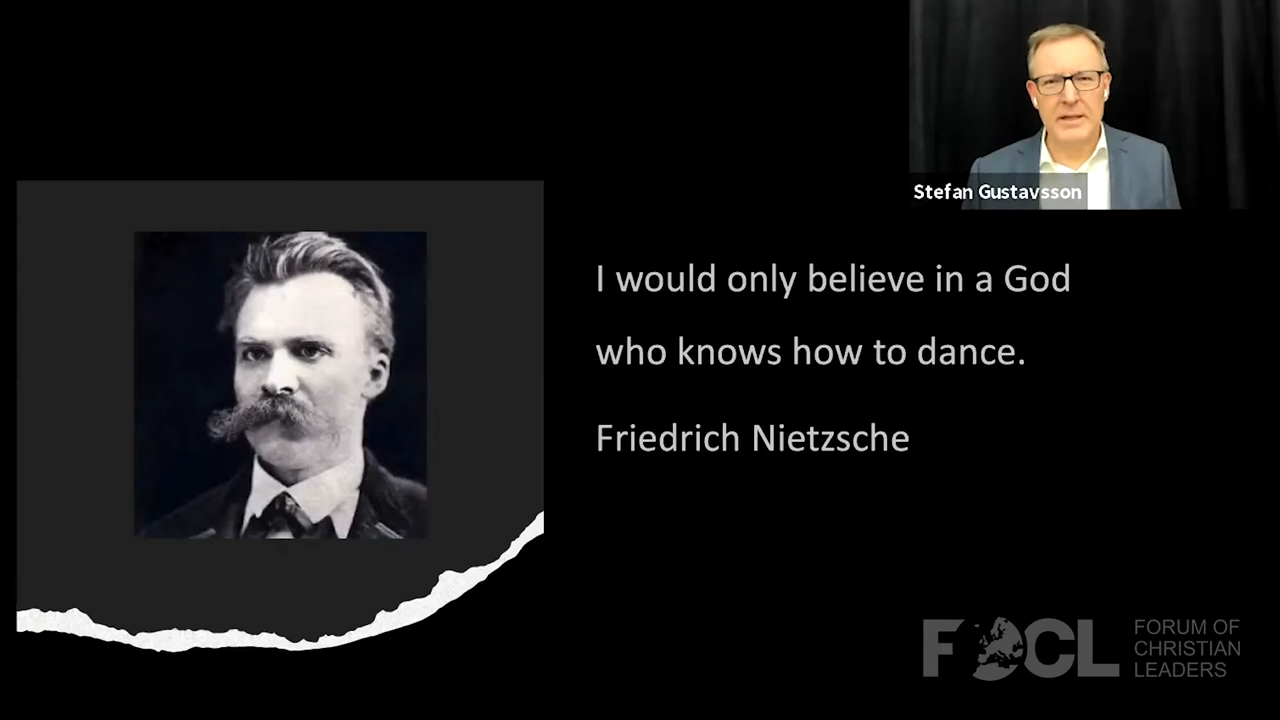 Stefan Gustavsson
I would only believe in a God
who knows how to dance.
Friedrich Nietzsche
FOCL
FORUM OF
CHRISTIAN
LEADERS